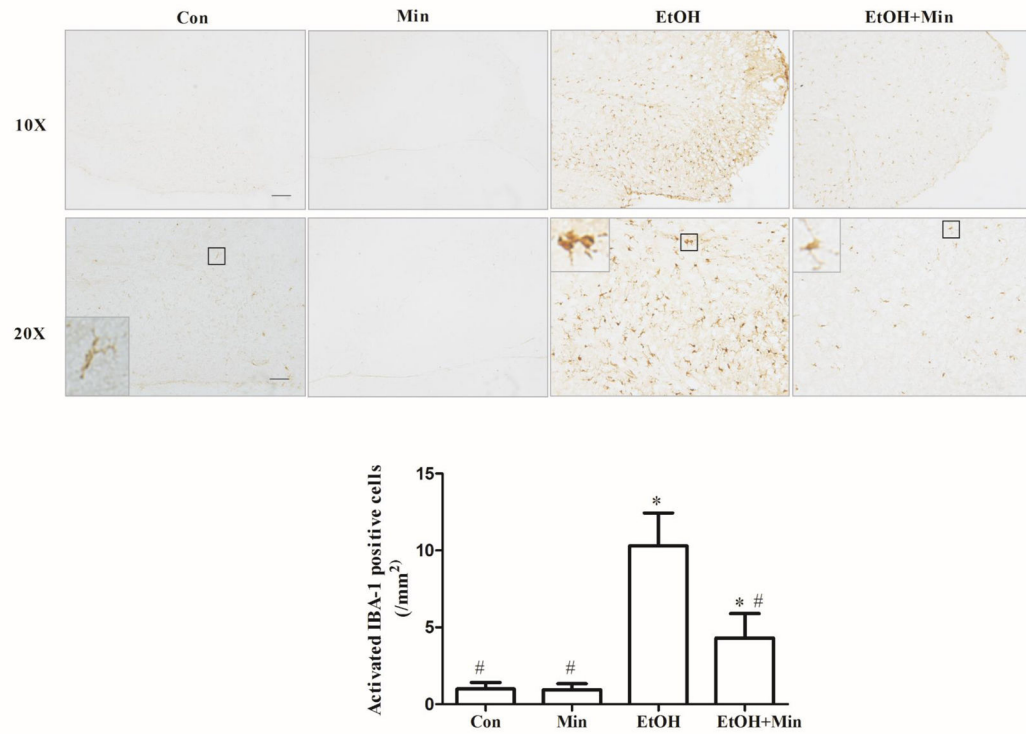 Con Min EtOH EtOH+Min
10X
20X
Activated IBA-1 positive cells
(/mm²)
15
10
5
0
*
* #
# #
Con Min EtOH EtOH+Min